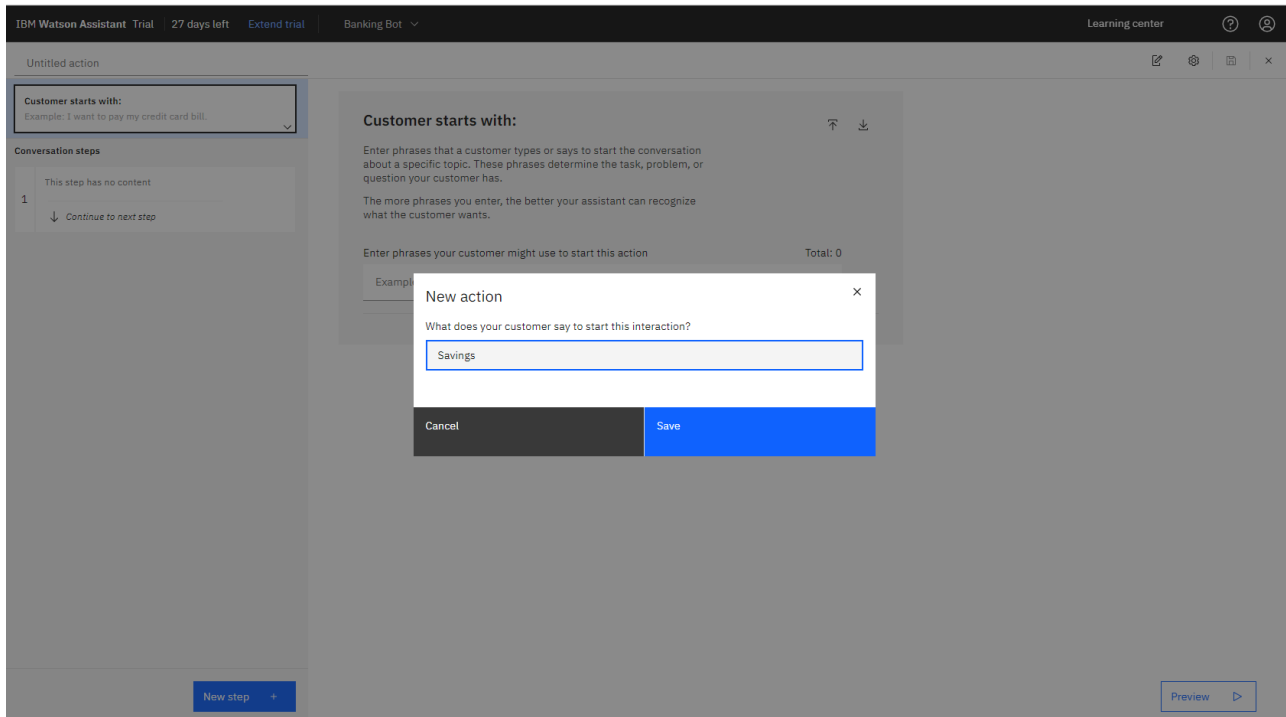 IBM Watson Assistant Trial 27 days left Extend trial Banking Bot Learning center
Untitled action
Customer starts with:
Example: I want to pay my credit card bill.
Conversation steps
This step has no content
1
Continue to next step
New step +
Customer starts with:
Enter phrases that a customer types or says to start the conversation
about a specific topic. These phrases determine the task, problem, or
question your customer has.
The more phrases you enter, the better your assistant can recognize
what the customer wants.
Enter phrases your customer might use to start this action Total: 0
Exampl
New action
What does your customer say to start this interaction?
Savings
Cancel Save
Preview